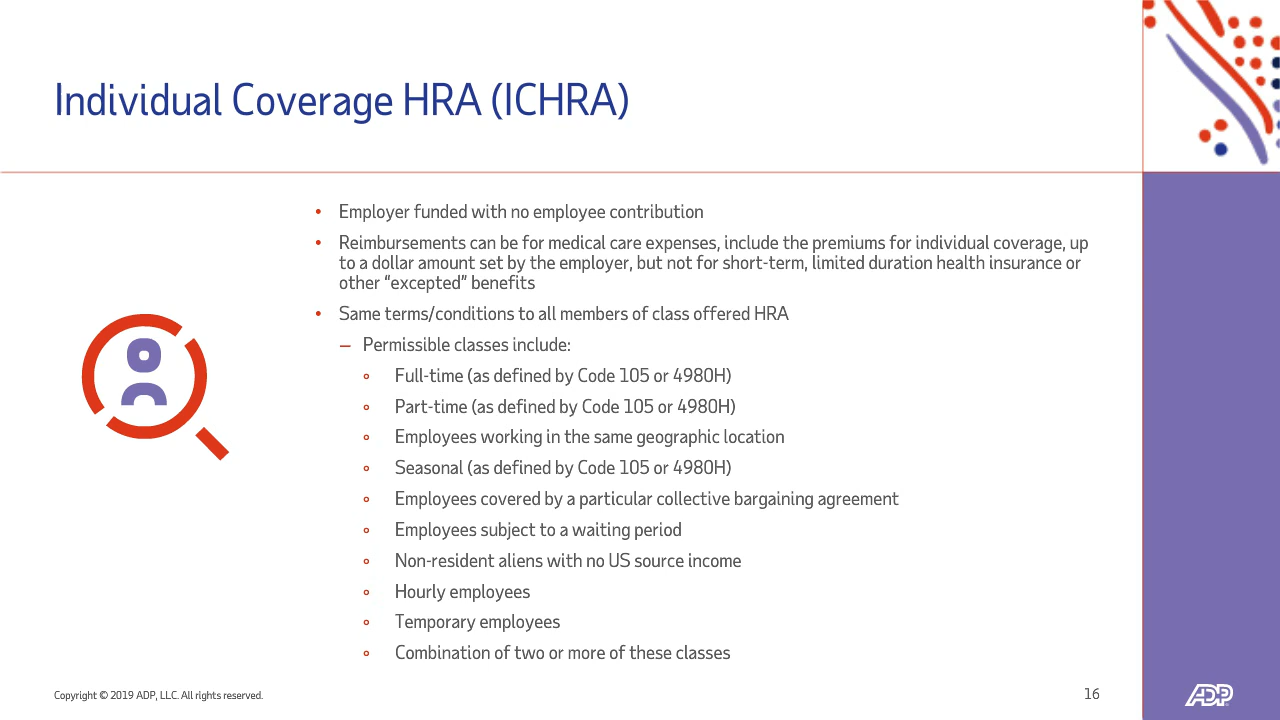 Individual Coverage HRA (ICHRA)
• Employer funded with no employee contribution
• Reimbursements can be for medical care expenses, include the premiums for individual coverage, up
to a dollar amount set by the employer, but not for short-term, limited duration health insurance or
other “excepted” benefits
• Same terms/conditions to all members of class offered HRA
– Permissible classes include:
° Full-time (as defined by Code 105 or 4980H)
° Part-time (as defined by Code 105 or 4980H)
° Employees working in the same geographic location
° Seasonal (as defined by Code 105 or 4980H)
° Employees covered by a particular collective bargaining agreement
° Employees subject to a waiting period
° Non-resident aliens with no US source income
° Hourly employees
° Temporary employees
° Combination of two or more of these classes
Copyright © 2019 ADP, LLC. All rights reserved.
16
ADP